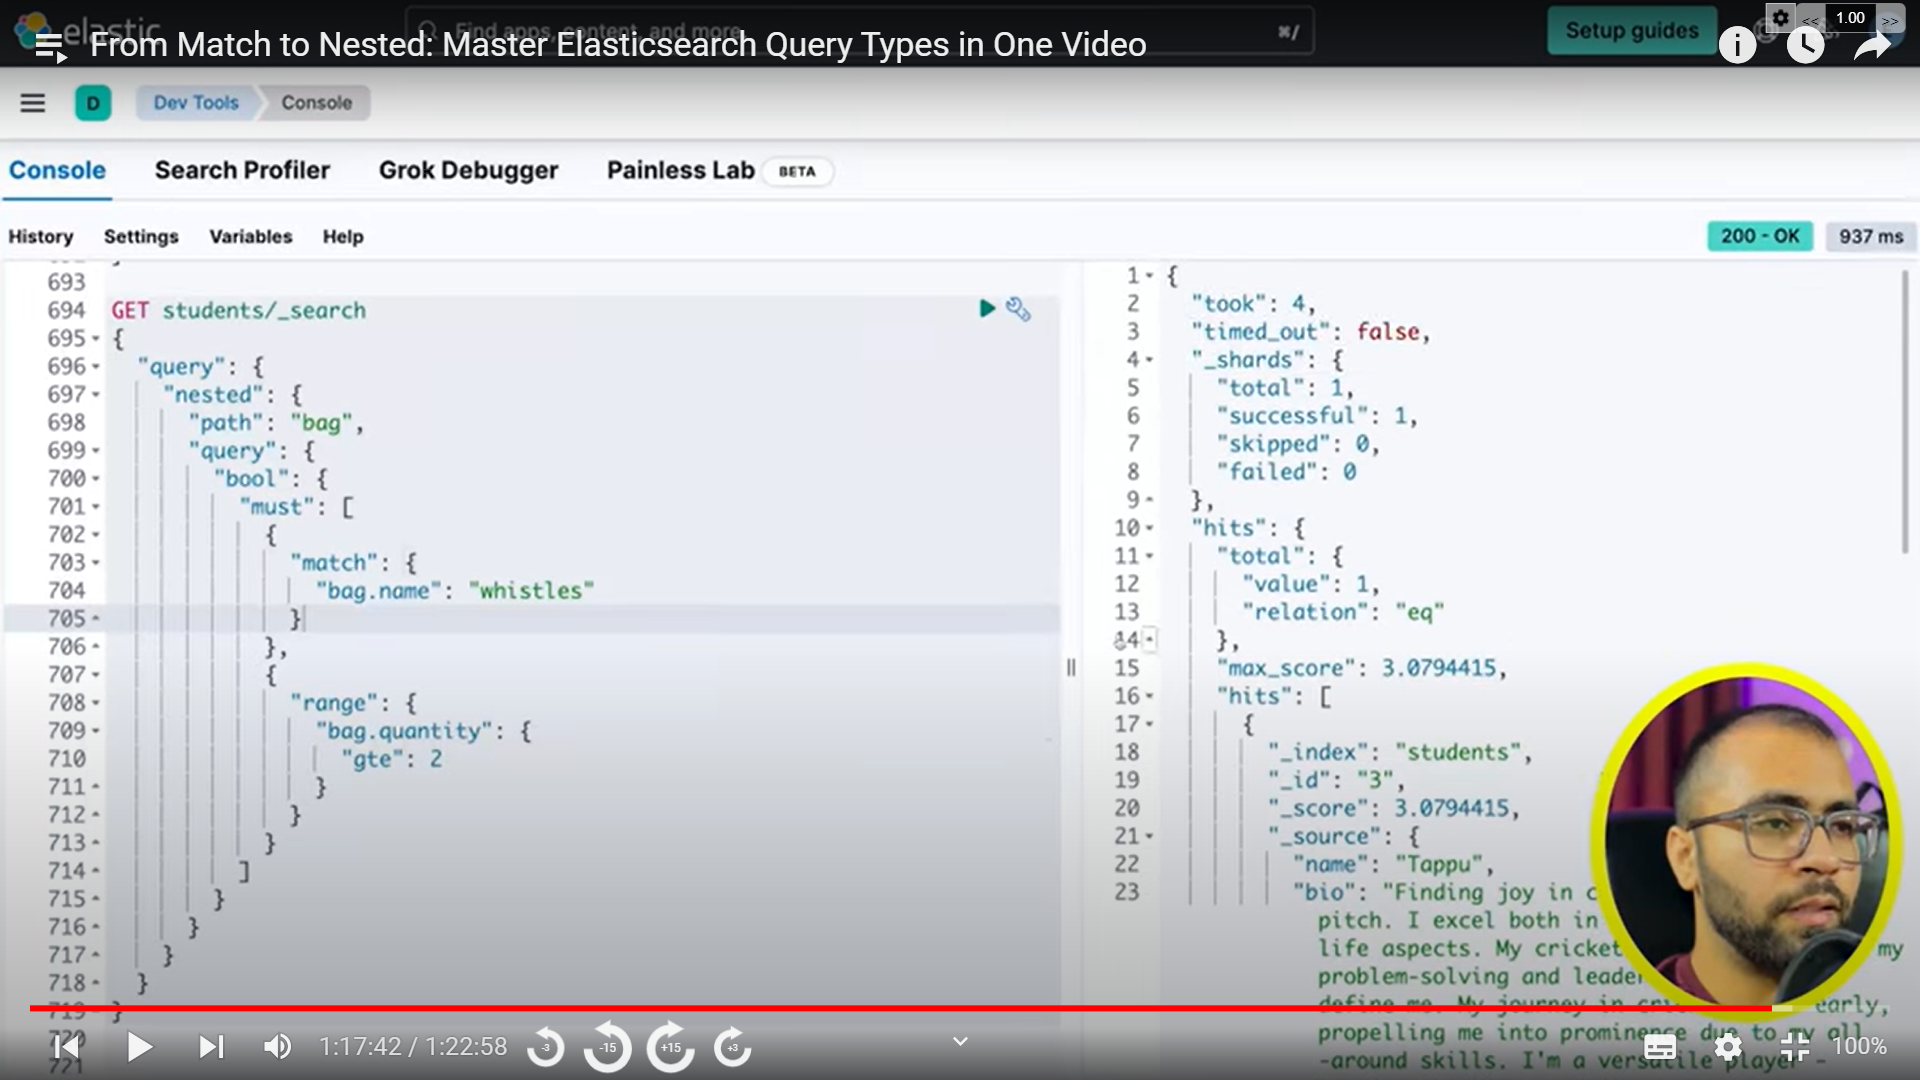 elastic
Find apps, content, and more.
⌘/
Setup guides
<< 1.00 >>
From Match to Nested: Master Elasticsearch Query Types in One Video
D
Dev Tools
Console
Console
Search Profiler
Grok Debugger
Painless Lab
BETA
History
Settings
Variables
Help
200 - OK
937 ms
693
694 GET students/_search
695 {
696 "query": {
697 "nested": {
698 "path": "bag",
699 "query": {
700 "bool": {
701 "must": [
702 {
703 "match": {
704 "bag.name": "whistles"
705 }
706 },
707 {
708 "range": {
709 "bag.quantity": {
710 "gte": 2
711 }
712 }
713 }
714 ]
715 }
716 }
717 }
718 }
719 }
720
721
1 {
2 "took": 4,
3 "timed_out": false,
4 "_shards": {
5 "total": 1,
6 "successful": 1,
7 "skipped": 0,
8 "failed": 0
9 },
10 "hits": {
11 "total": {
12 "value": 1,
13 "relation": "eq"
14 },
15 "max_score": 3.0794415,
16 "hits": [
17 {
18 "_index": "students",
19 "_id": "3",
20 "_score": 3.0794415,
21 "_source": {
22 "name": "Tappu",
23 "bio": "Finding joy in
pitch. I excel both in
life aspects. My cricket my
problem-solving and
define me. My journey in early,
propelling me into prominence due to my all
-around skills. I'm a versatile player -
1:17:42 / 1:22:58
-3
-15
+15
+3
100%